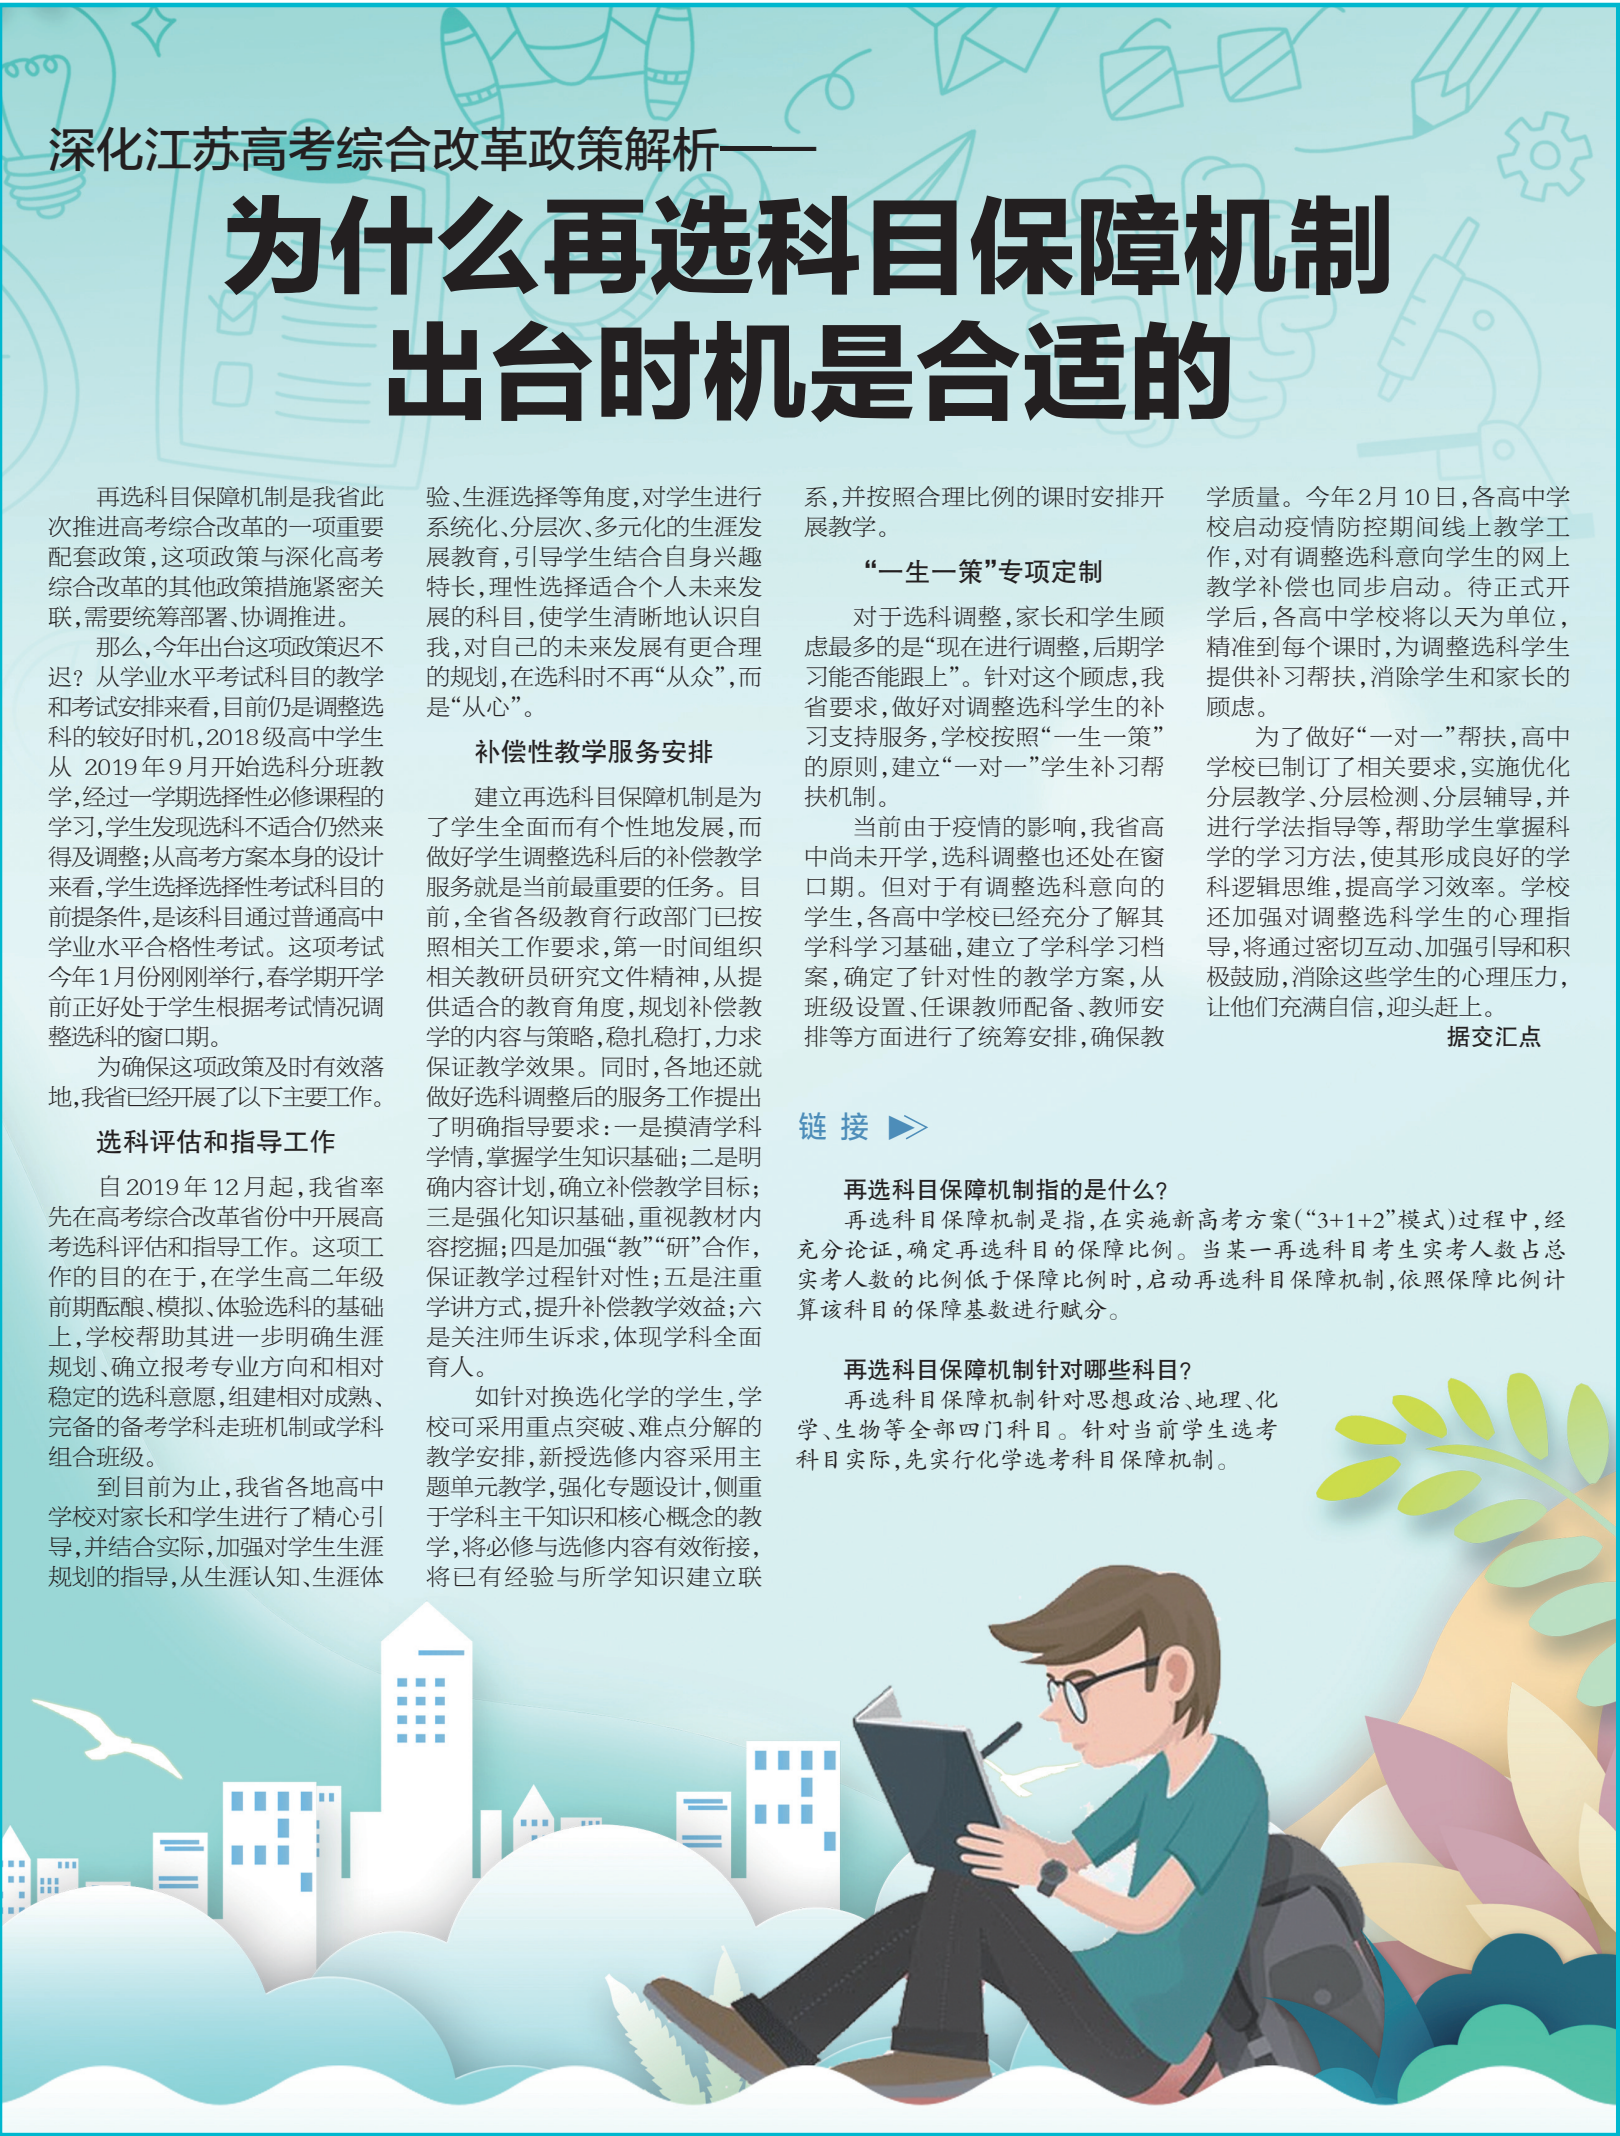 深化江苏高考综合改革政策解析——
为什么再选科目保障机制
出台时机是合适的
再选科目保障机制是我省此
次推进高考综合改革的一项重要
配套政策,这项政策与深化高考
综合改革的其他政策措施紧密关
联,需要统筹部署、协调推进。
那么,今年出台这项政策迟不
迟?从学业水平考试科目的教学
和考试安排来看,目前仍是调整选
科的较好时机,2018级高中学生
从 2019年9月开始选科分班教
学,经过一学期选择性必修课程的
学习,学生发现选科不适合仍然来
得及调整;从高考方案本身的设计
来看,学生选择选择性考试科目的
前提条件,是该科目通过普通高中
学业水平合格性考试。这项考试
今年1月份刚刚举行,春学期开学
前正好处于学生根据考试情况调
整选科的窗口期。
为确保这项政策及时有效落
地,我省已经开展了以下主要工作。
选科评估和指导工作
自2019年12月起,我省率
先在高考综合改革省份中开展高
考选科评估和指导工作。这项工
作的目的在于,在学生高二年级
前期酝酿、模拟、体验选科的基础
上,学校帮助其进一步明确生涯
规划、确立报考专业方向和相对
稳定的选科意愿,组建相对成熟、
完备的备考学科走班机制或学科
组合班级。
到目前为止,我省各地高中
学校对家长和学生进行了精心引
导,并结合实际,加强对学生生涯
规划的指导,从生涯认知、生涯体
验、生涯选择等角度,对学生进行
系统化、分层次、多元化的生涯发
展教育,引导学生结合自身兴趣
特长,理性选择适合个人未来发
展的科目,使学生清晰地认识自
我,对自己的未来发展有更合理
的规划,在选科时不再“从众”,而
是“从心”。
补偿性教学服务安排
建立再选科目保障机制是为
了学生全面而有个性地发展,而
做好学生调整选科后的补偿教学
服务就是当前最重要的任务。目
前,全省各级教育行政部门已按
照相关工作要求,第一时间组织
相关教研员研究文件精神,从提
供适合的教育角度,规划补偿教
学的内容与策略,稳扎稳打,力求
保证教学效果。同时,各地还就
做好选科调整后的服务工作提出
了明确指导要求:一是摸清学科
学情,掌握学生知识基础;二是明
确内容计划,确立补偿教学目标;
三是强化知识基础,重视教材内
容挖掘;四是加强“教”“研”合作,
保证教学过程针对性;五是注重
学讲方式,提升补偿教学效益;六
是关注师生诉求,体现学科全面
育人。
如针对换选化学的学生,学
校可采用重点突破、难点分解的
教学安排,新授选修内容采用主
题单元教学,强化专题设计,侧重
于学科主干知识和核心概念的教
学,将必修与选修内容有效衔接,
将已有经验与所学知识建立联
系,并按照合理比例的课时安排开
展教学。
“一生一策”专项定制
对于选科调整,家长和学生顾
虑最多的是“现在进行调整,后期学
习能否能跟上”。针对这个顾虑,我
省要求,做好对调整选科学生的补
习支持服务,学校按照“一生一策”
的原则,建立“一对一”学生补习帮
扶机制。
当前由于疫情的影响,我省高
中尚未开学,选科调整也还处在窗
口期。但对于有调整选科意向的
学生,各高中学校已经充分了解其
学科学习基础,建立了学科学习档
案,确定了针对性的教学方案,从
班级设置、任课教师配备、教师安
排等方面进行了统筹安排,确保教
学质量。今年2月10日,各高中学
校启动疫情防控期间线上教学工
作,对有调整选科意向学生的网上
教学补偿也同步启动。待正式开
学后,各高中学校将以天为单位,
精准到每个课时,为调整选科学生
提供补习帮扶,消除学生和家长的
顾虑。
为了做好“一对一”帮扶,高中
学校已制订了相关要求,实施优化
分层教学、分层检测、分层辅导,并
进行学法指导等,帮助学生掌握科
学的学习方法,使其形成良好的学
科逻辑思维,提高学习效率。学校
还加强对调整选科学生的心理指
导,将通过密切互动、加强引导和积
极鼓励,消除这些学生的心理压力,
让他们充满自信,迎头赶上。
据交汇点
链 接
再选科目保障机制指的是什么?
再选科目保障机制是指,在实施新高考方案(“3+1+2”模式)过程中,经
充分论证,确定再选科目的保障比例。当某一再选科目考生实考人数占总
实考人数的比例低于保障比例时,启动再选科目保障机制,依照保障比例计
算该科目的保障基数进行赋分。
再选科目保障机制针对哪些科目?
再选科目保障机制针对思想政治、地理、化
学、生物等全部四门科目。针对当前学生选考
科目实际,先实行化学选考科目保障机制。